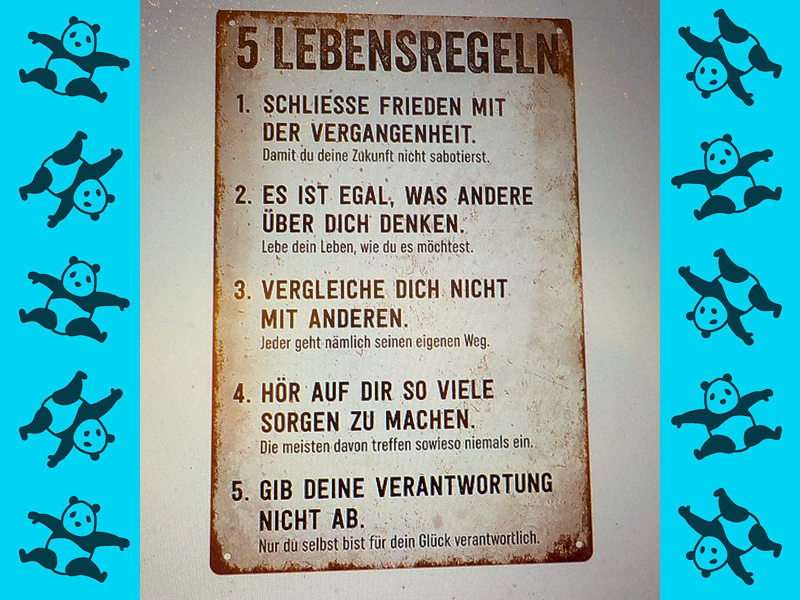 5 LEBENSREGELN
1. SCHLIESSE FRIEDEN MIT
DER VERGANGENHEIT.
Damit du deine Zukunft nicht sabotierst.
2. ES IST EGAL, WAS ANDERE
ÜBER DICH DENKEN.
Lebe dein Leben, wie du es möchtest.
3. VERGLEICHE DICH NICHT
MIT ANDEREN.
Jeder geht nämlich seinen eigenen Weg.
4. HÖR AUF DIR SO VIELE
SORGEN ZU MACHEN.
Die meisten davon treffen sowieso niemals ein.
5. GIB DEINE VERANTWORTUNG
NICHT AB.
Nur du selbst bist für dein Glück verantwortlich.